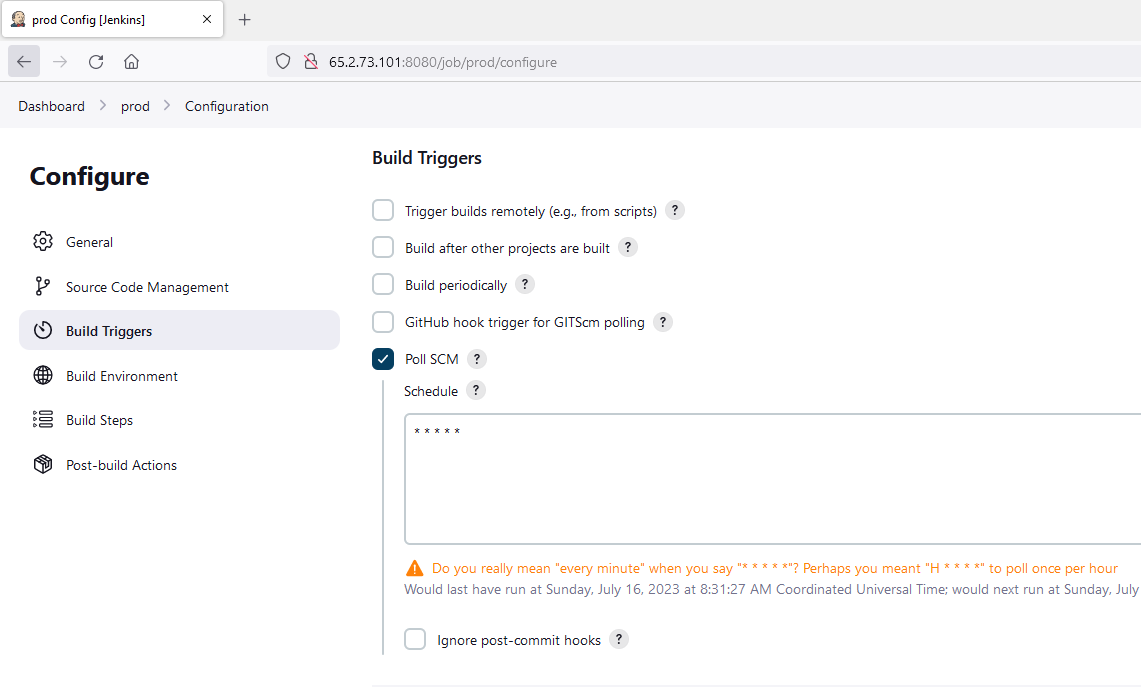 prod Config [Jenkins]
65.2.73.101:8080/job/prod/configure
Dashboard prod Configuration
Configure
General
Source Code Management
Build Triggers
Build Environment
Build Steps
Post-build Actions
Build Triggers
Trigger builds remotely (e.g., from scripts) ?
Build after other projects are built ?
Build periodically ?
GitHub hook trigger for GITScm polling ?
Poll SCM ?
Schedule ?
* * * * *
Do you really mean "every minute" when you say "* * * * *"? Perhaps you meant "H * * * *" to poll once per hour
Would last have run at Sunday, July 16, 2023 at 8:31:27 AM Coordinated Universal Time; would next run at Sunday, July
Ignore post-commit hooks ?